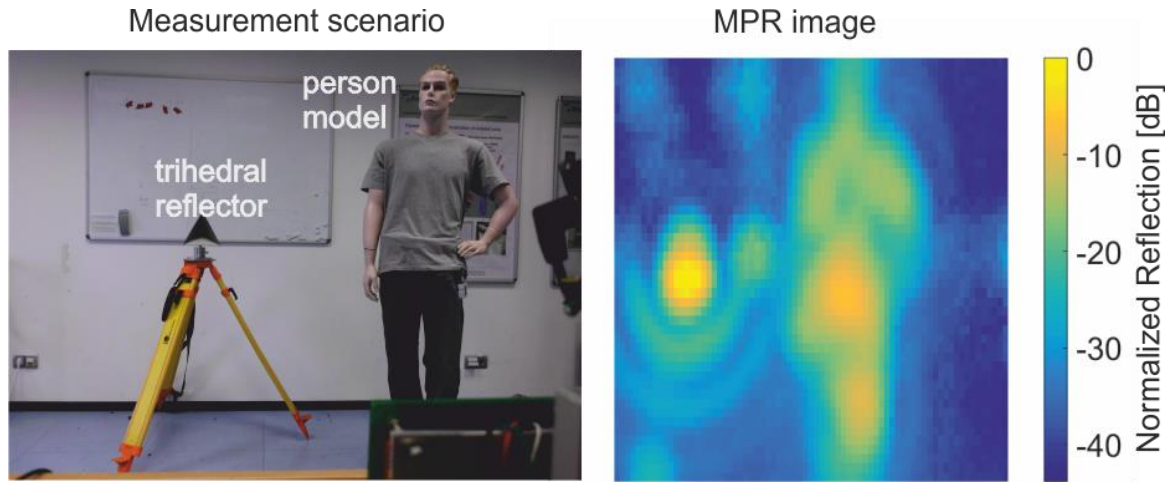 Measurement scenario
MPR image
person
model
trihedral
reflector
0
-10
-20
-30
-40
Normalized Reflection [dB]